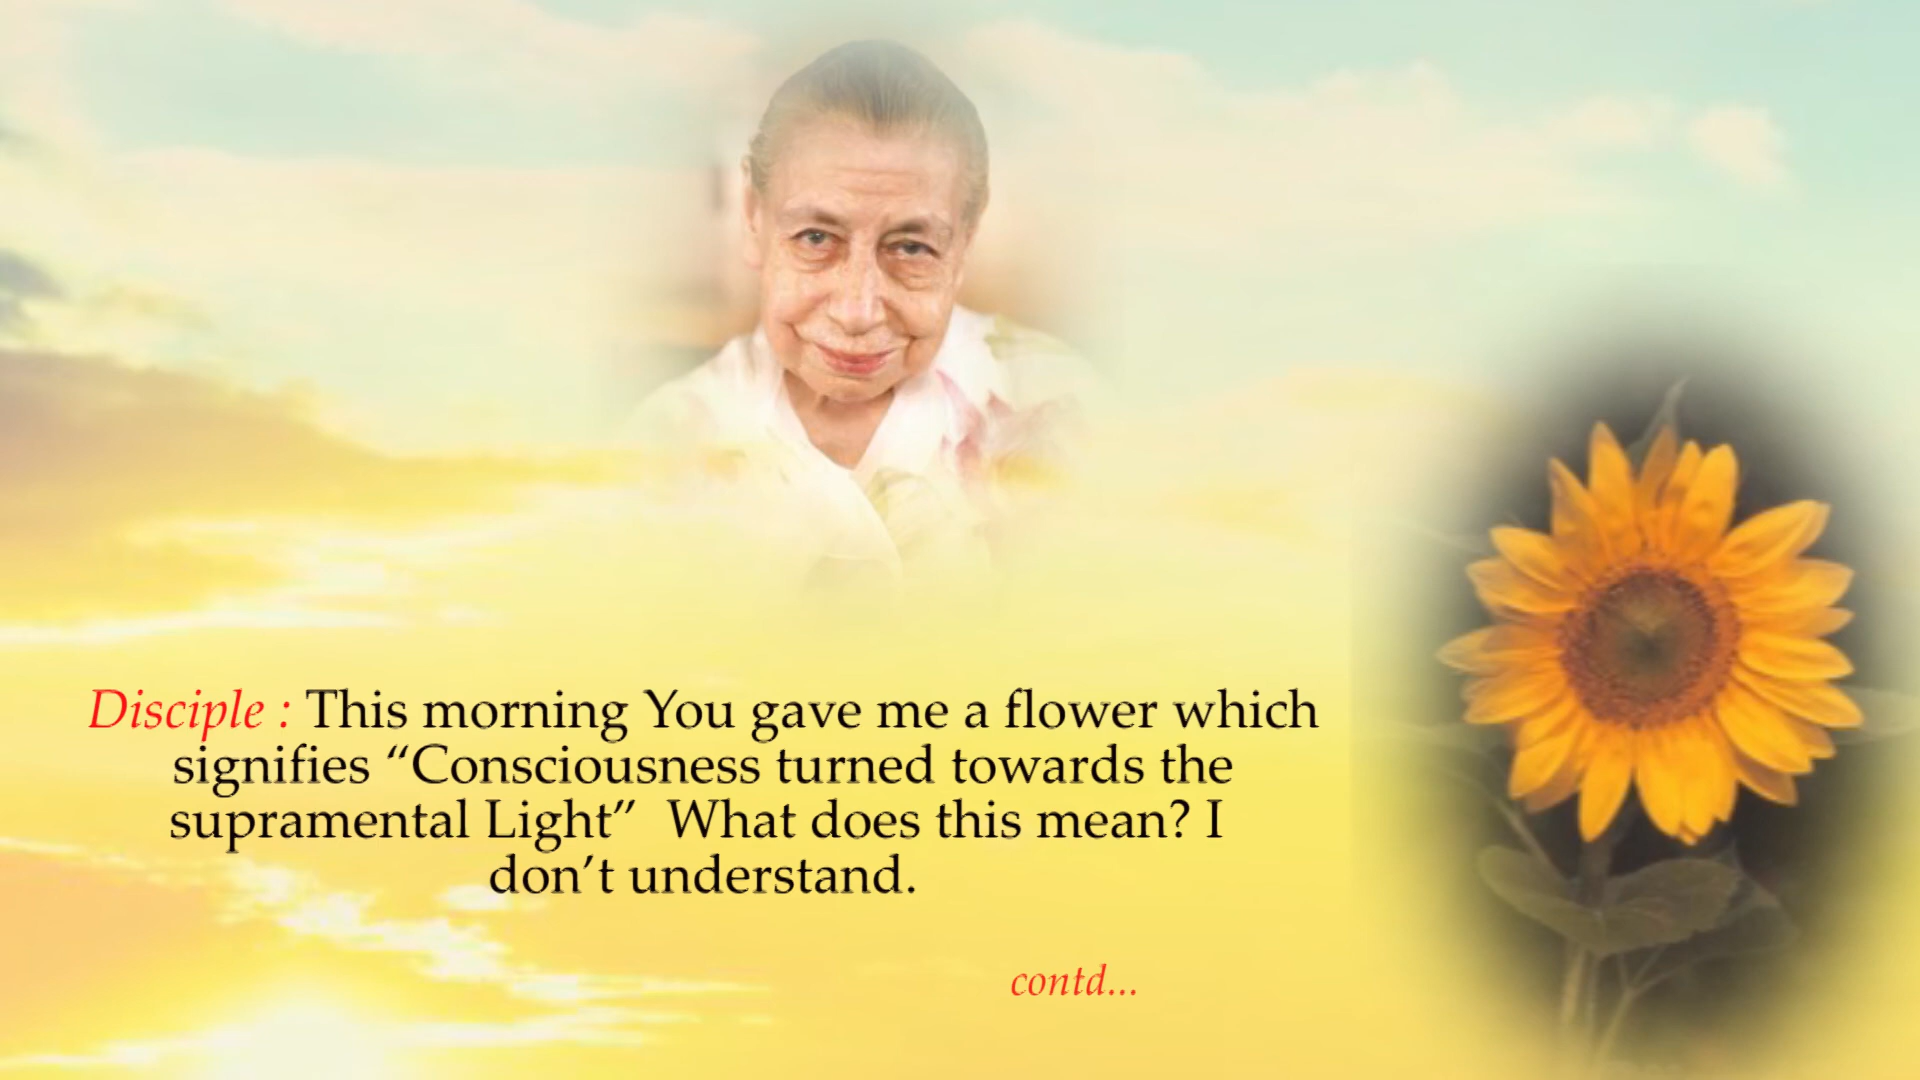 Disciple : This morning You gave me a flower which
signifies “Consciousness turned towards the
supramental Light”  What does this mean? I
don’t understand.
contd...